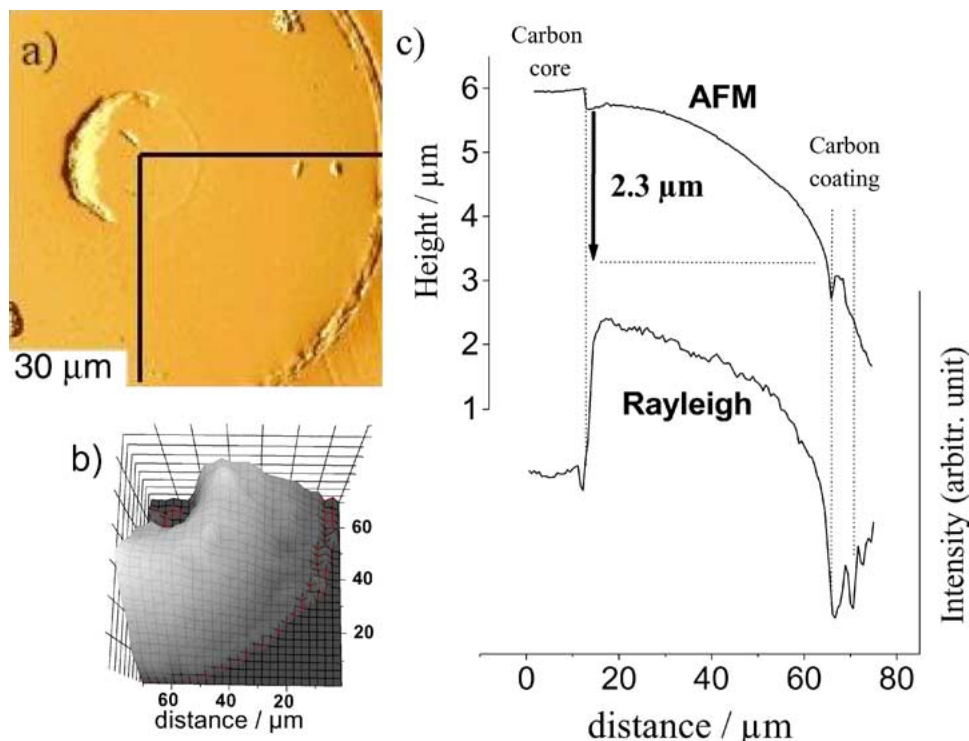 a)
30 µm
b)
60
40
20
60
40
20
distance / µm
c)
Carbon
core
AFM
Carbon
coating
2.3 µm
Rayleigh
Height / µm
6
5
4
3
2
1
Intensity (arbitr. unit)
0
20
40
60
80
distance / µm